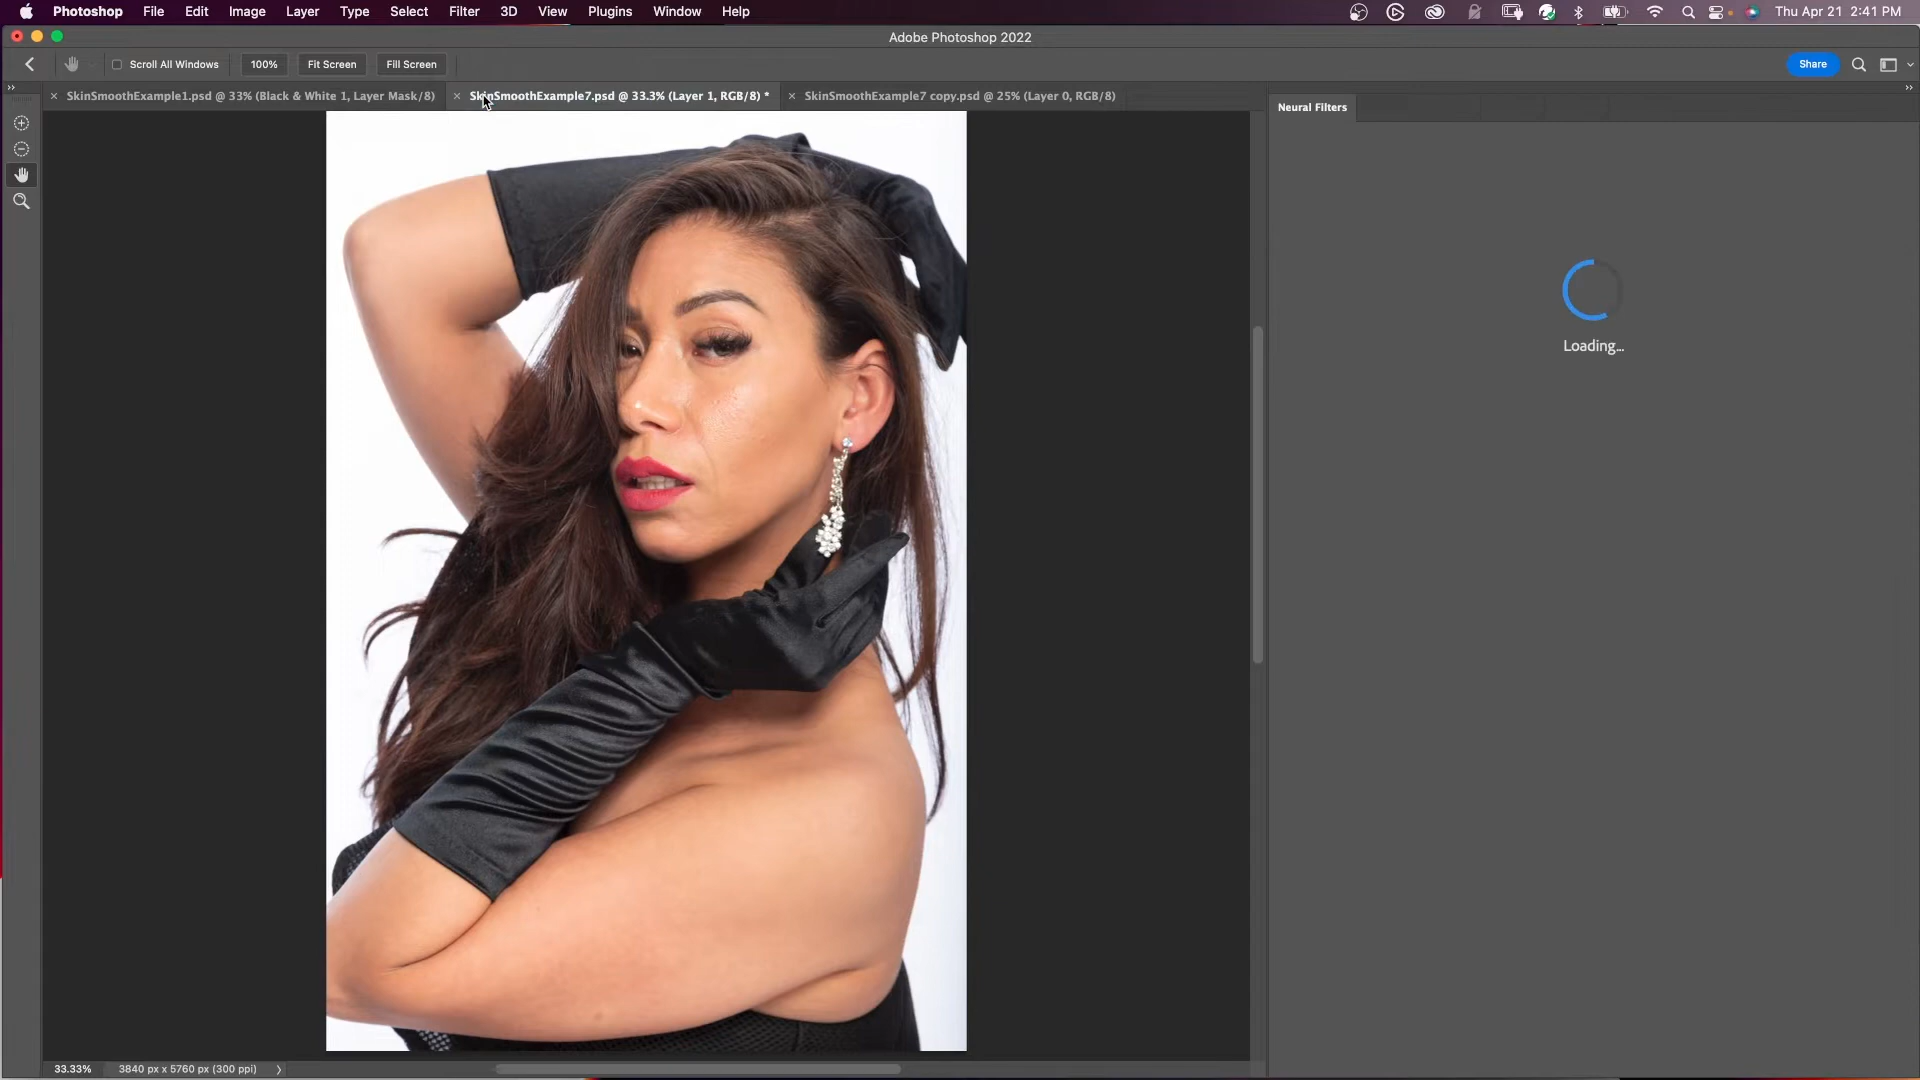 Photoshop File Edit Image Layer Type Select Filter 3D View Plugins Window Help Thu Apr 21 2:41 PM
Adobe Photoshop 2022
Scroll All Windows 100% Fit Screen Fill Screen Share
SkinSmoothExample1.psd @ 33% (Black & White 1, Layer Mask/8) SkinSmoothExample7.psd @ 33.3% (Layer 1, RGB/8) * SkinSmoothExample7 copy.psd @ 25% (Layer 0, RGB/8)
Neural Filters
Loading...
33.33% 3840 px x 5760 px (300 ppi)